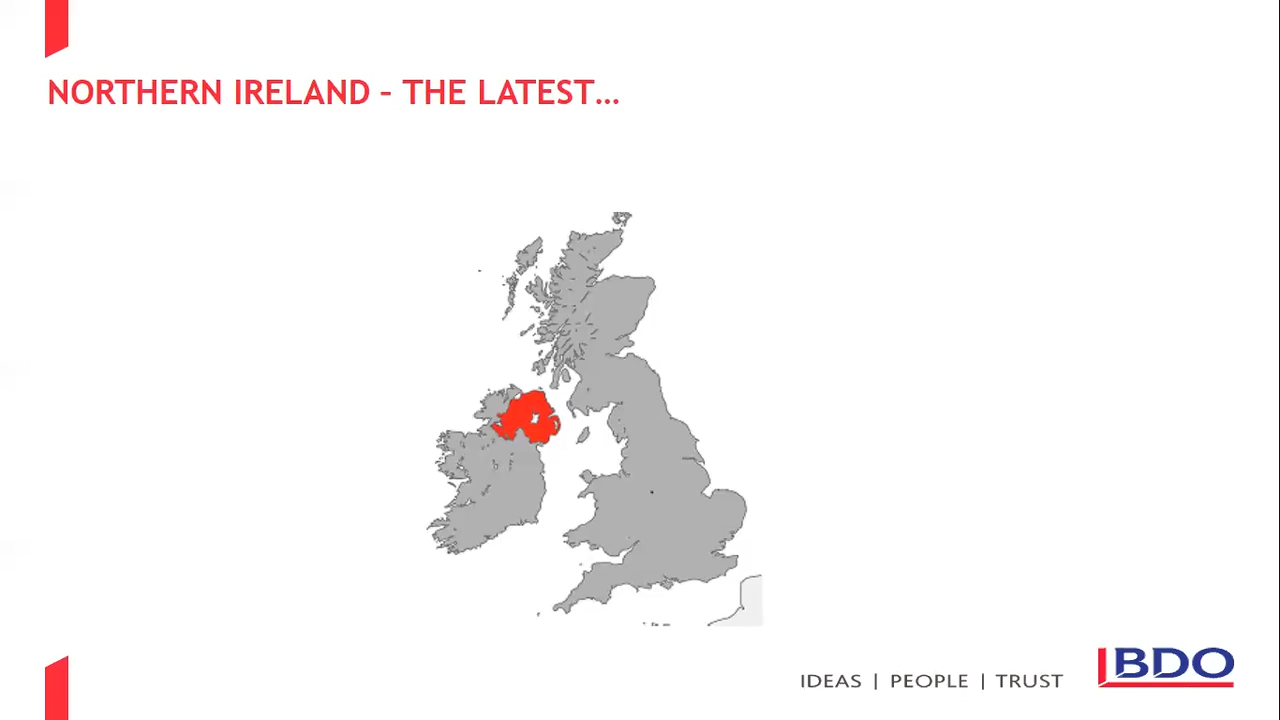 NORTHERN IRELAND – THE LATEST…
IDEAS | PEOPLE | TRUST
BDO